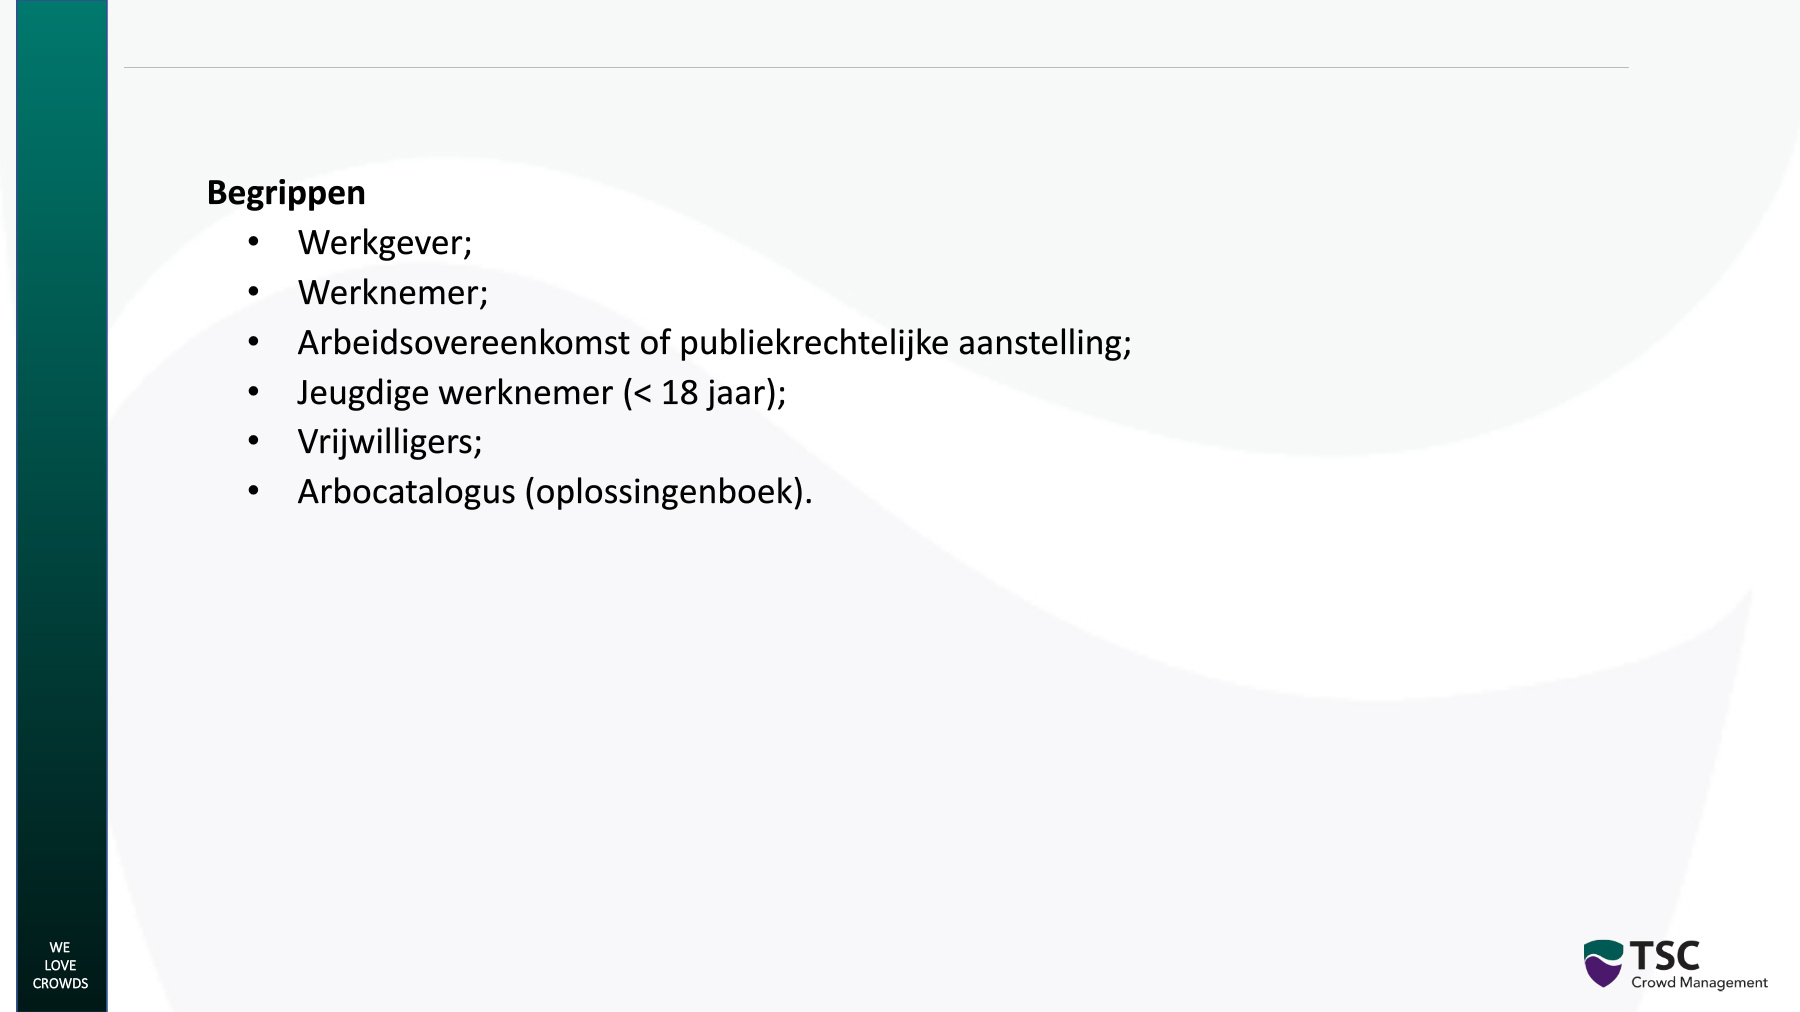 Begrippen
• Werkgever;
• Werknemer;
• Arbeidsovereenkomst of publiekrechtelijke aanstelling;
• Jeugdige werknemer (< 18 jaar);
• Vrijwilligers;
• Arbocatalogus (oplossingenboek).
WE
LOVE
CROWDS
TSC
Crowd Management